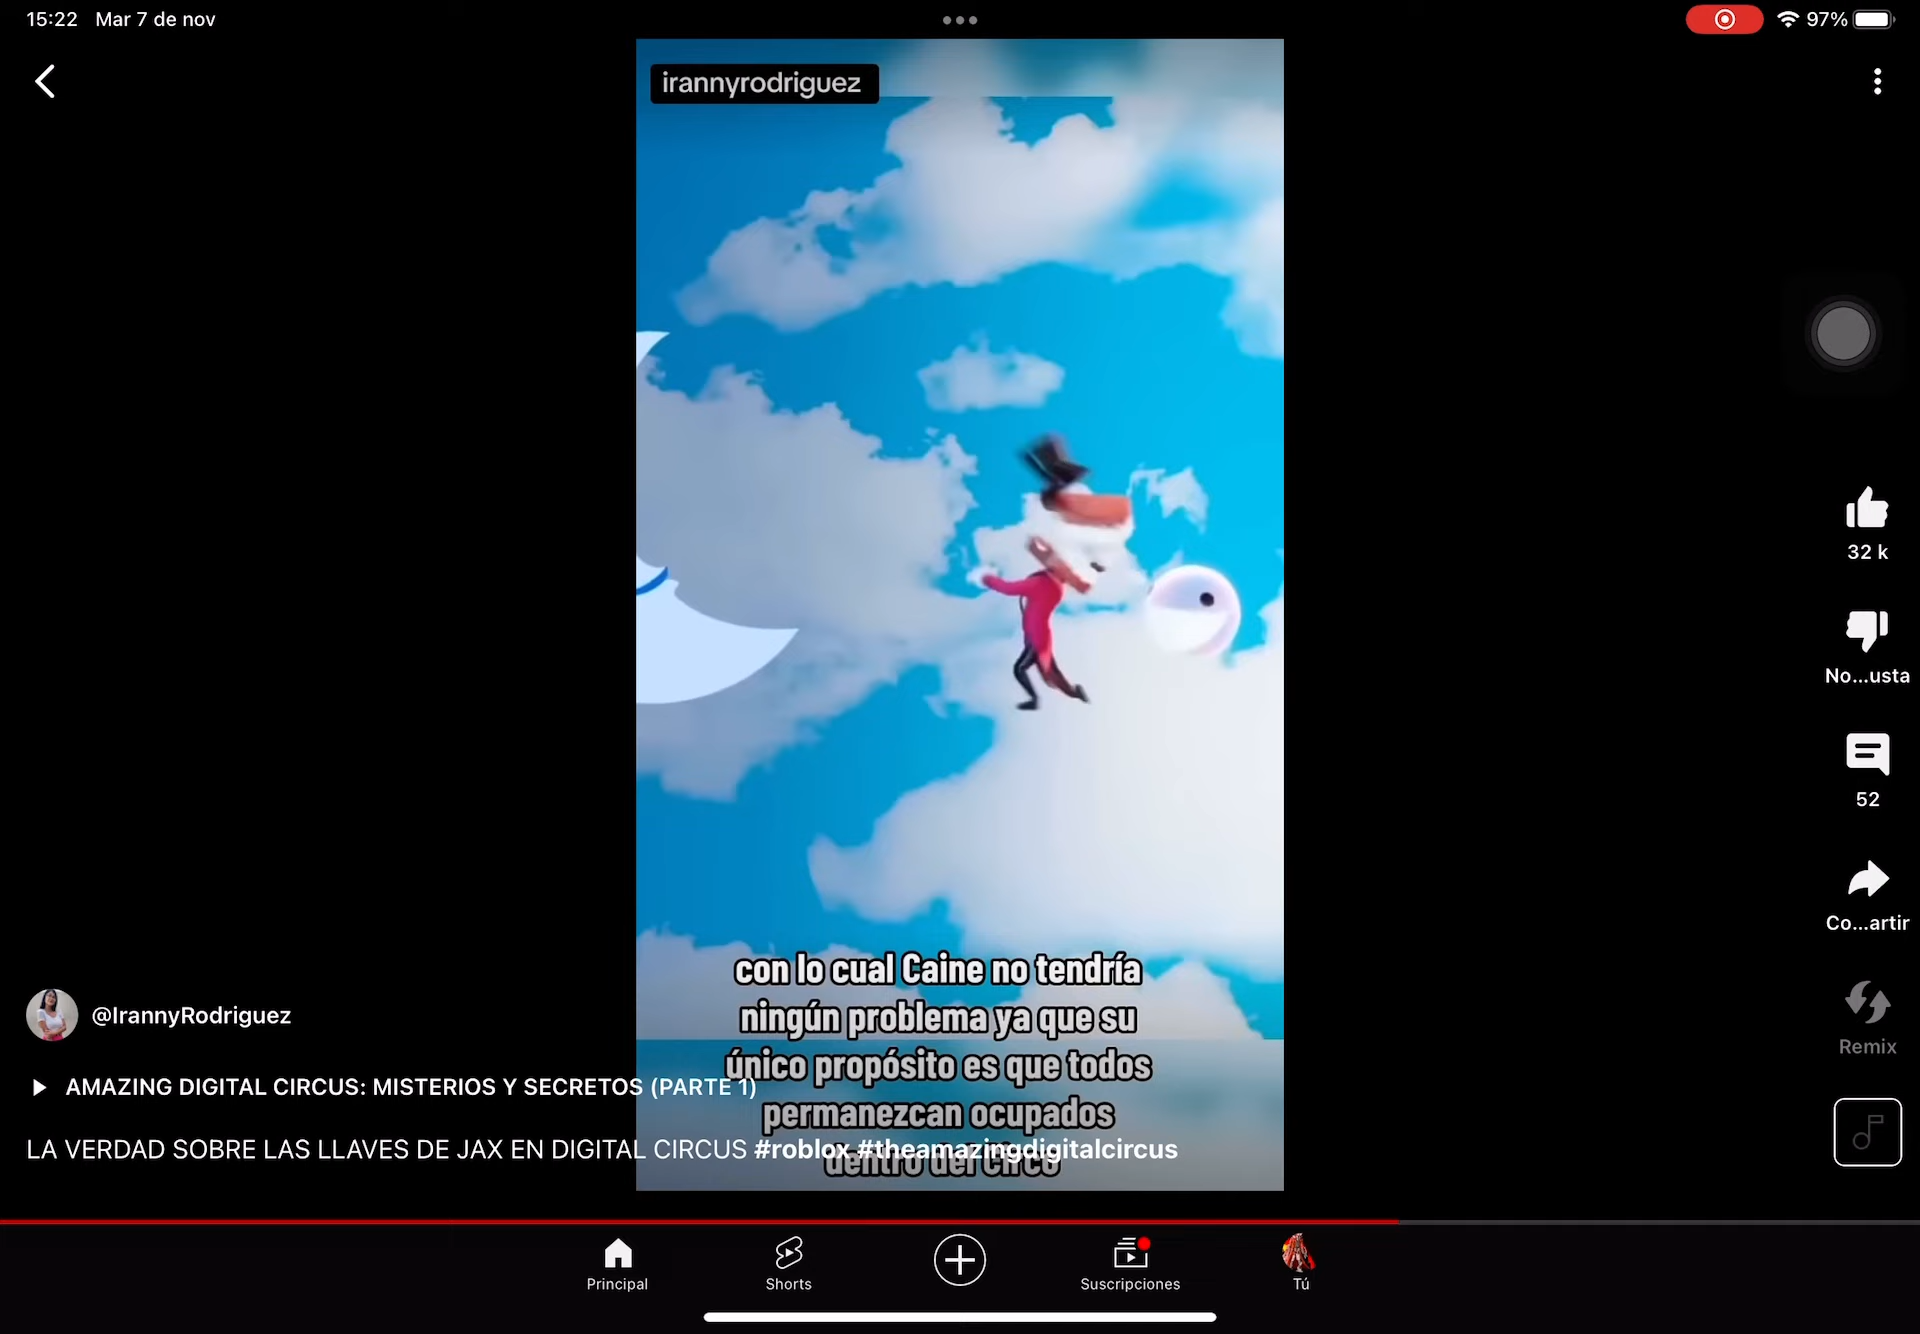 15:22 Mar 7 de nov
97%
irannyrodriguez
32 k
No...usta
52
Co...artir
Remix
con lo cual Caine no tendría
ningún problema ya que su
único propósito es que todos
permanezcan ocupados
dentro del circo
@IrannyRodriguez
AMAZING DIGITAL CIRCUS: MISTERIOS Y SECRETOS (PARTE 1)
LA VERDAD SOBRE LAS LLAVES DE JAX EN DIGITAL CIRCUS #roblox #theamazingdigitalcircus
Principal
Shorts
Suscripciones
Tú